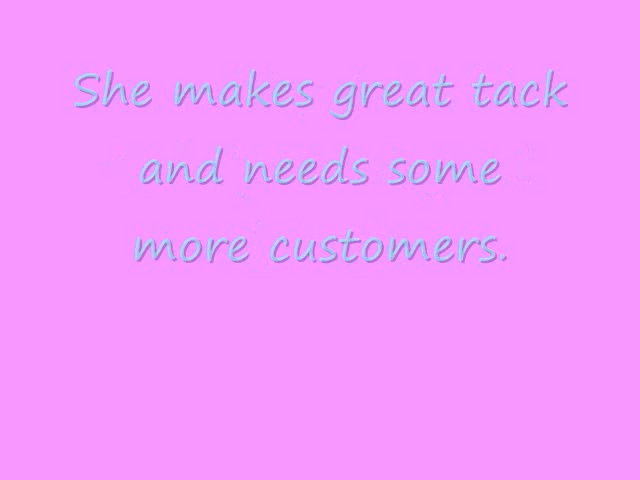 She makes great tack
and needs some
more customers.